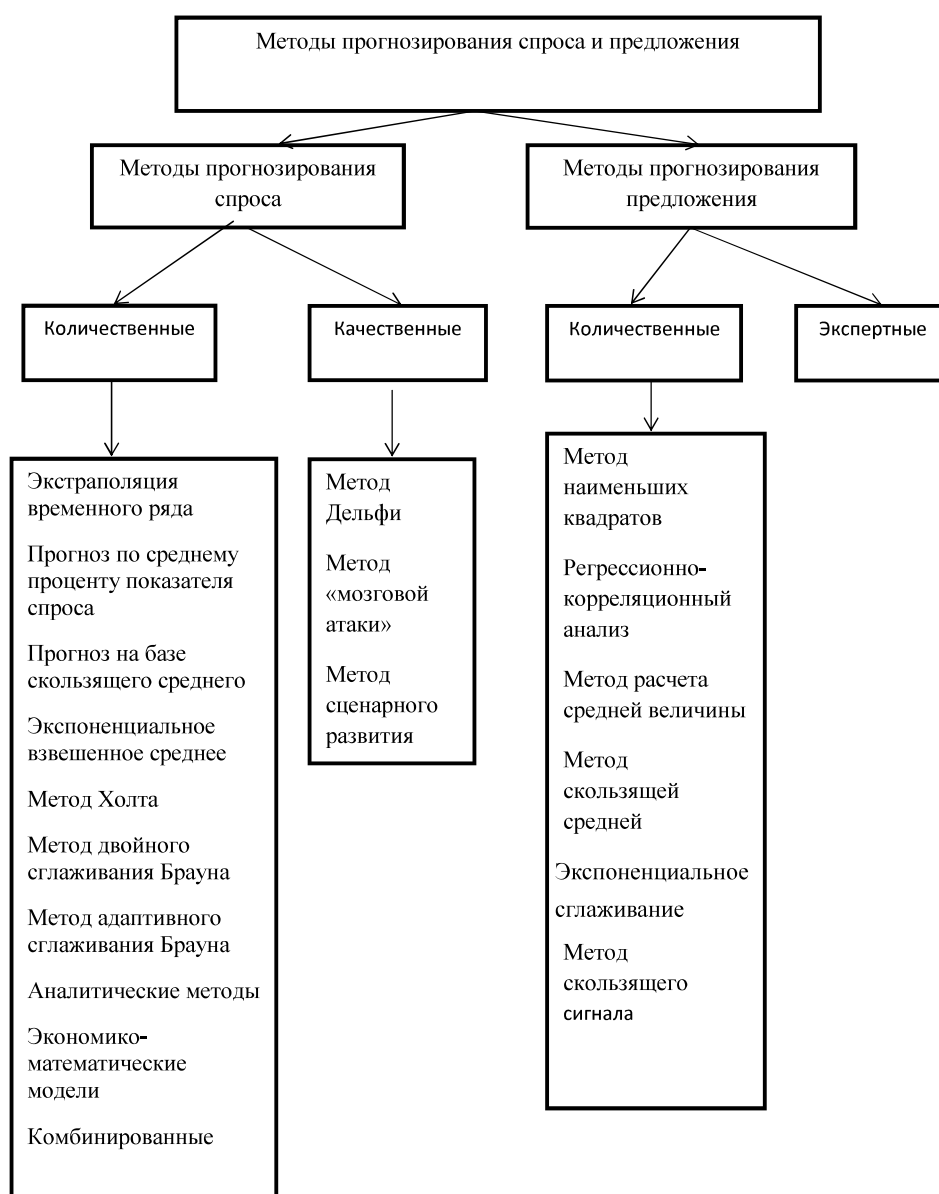 Методы прогнозирования спроса и предложения
Методы прогнозирования
спроса
Методы прогнозирования
предложения
Количественные
Качественные
Количественные
Экспертные
Экстраполяция
временного ряда
Прогноз по среднему
проценту показателя
спроса
Прогноз на базе
скользящего среднего
Экспоненциальное
взвешенное среднее
Метод Холта
Метод двойного
сглаживания Брауна
Метод адаптивного
сглаживания Брауна
Аналитические методы
Экономико-
математические
модели
Комбинированные
Метод
Дельфи
Метод
«мозговой
атаки»
Метод
сценарного
развития
Метод
наименьших
квадратов
Регрессионно-
корреляционный
анализ
Метод расчета
средней величины
Метод
скользящей
средней
Экспоненциальное
сглаживание
Метод
скользящего
сигнала